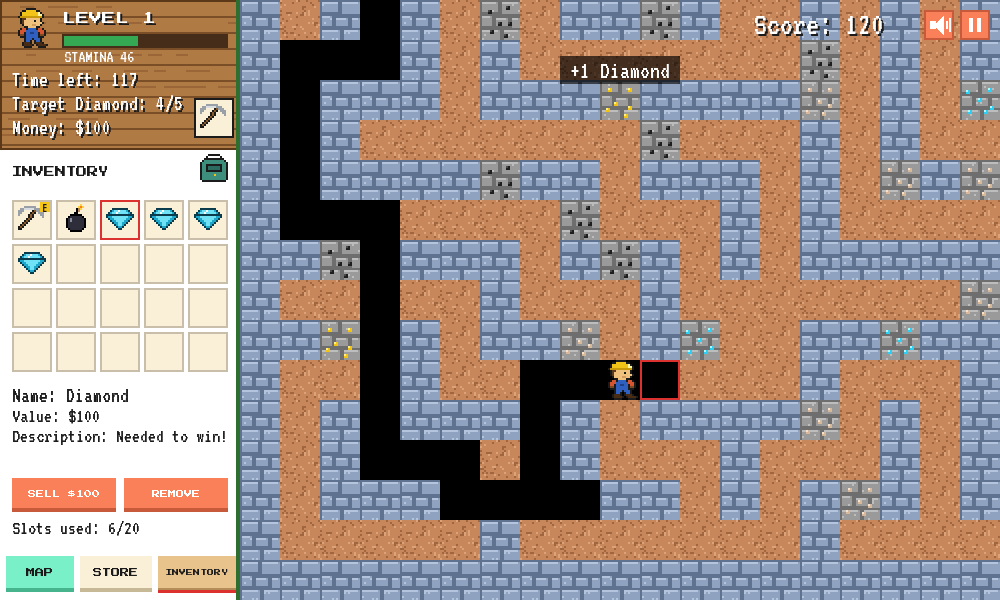 LEVEL 1
STAMINA 46
Time left: 117
Target Diamond: 4/5
Money: $100
Score: 120
+1 Diamond
INVENTORY
E
Name: Diamond
Value: $100
Description: Needed to win!
SELL $100
REMOVE
Slots used: 6/20
MAP
STORE
INVENTORY